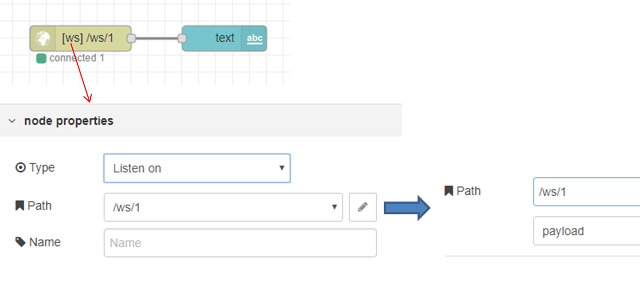 [ws] /ws/1
text
abc
connected 1
node properties
Type
Listen on
Path
/ws/1
Name
Name
Path
/ws/1
payload